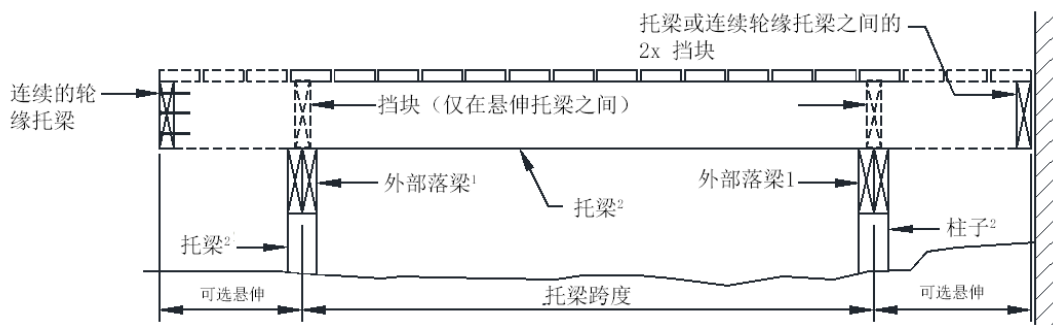 托梁或连续轮缘托梁之间的
2x 挡块
连续的轮
缘托梁
挡块（仅在悬伸托梁之间）
外部落梁¹
外部落梁1
托梁²
托梁²
柱子²
可选悬伸
托梁跨度
可选悬伸